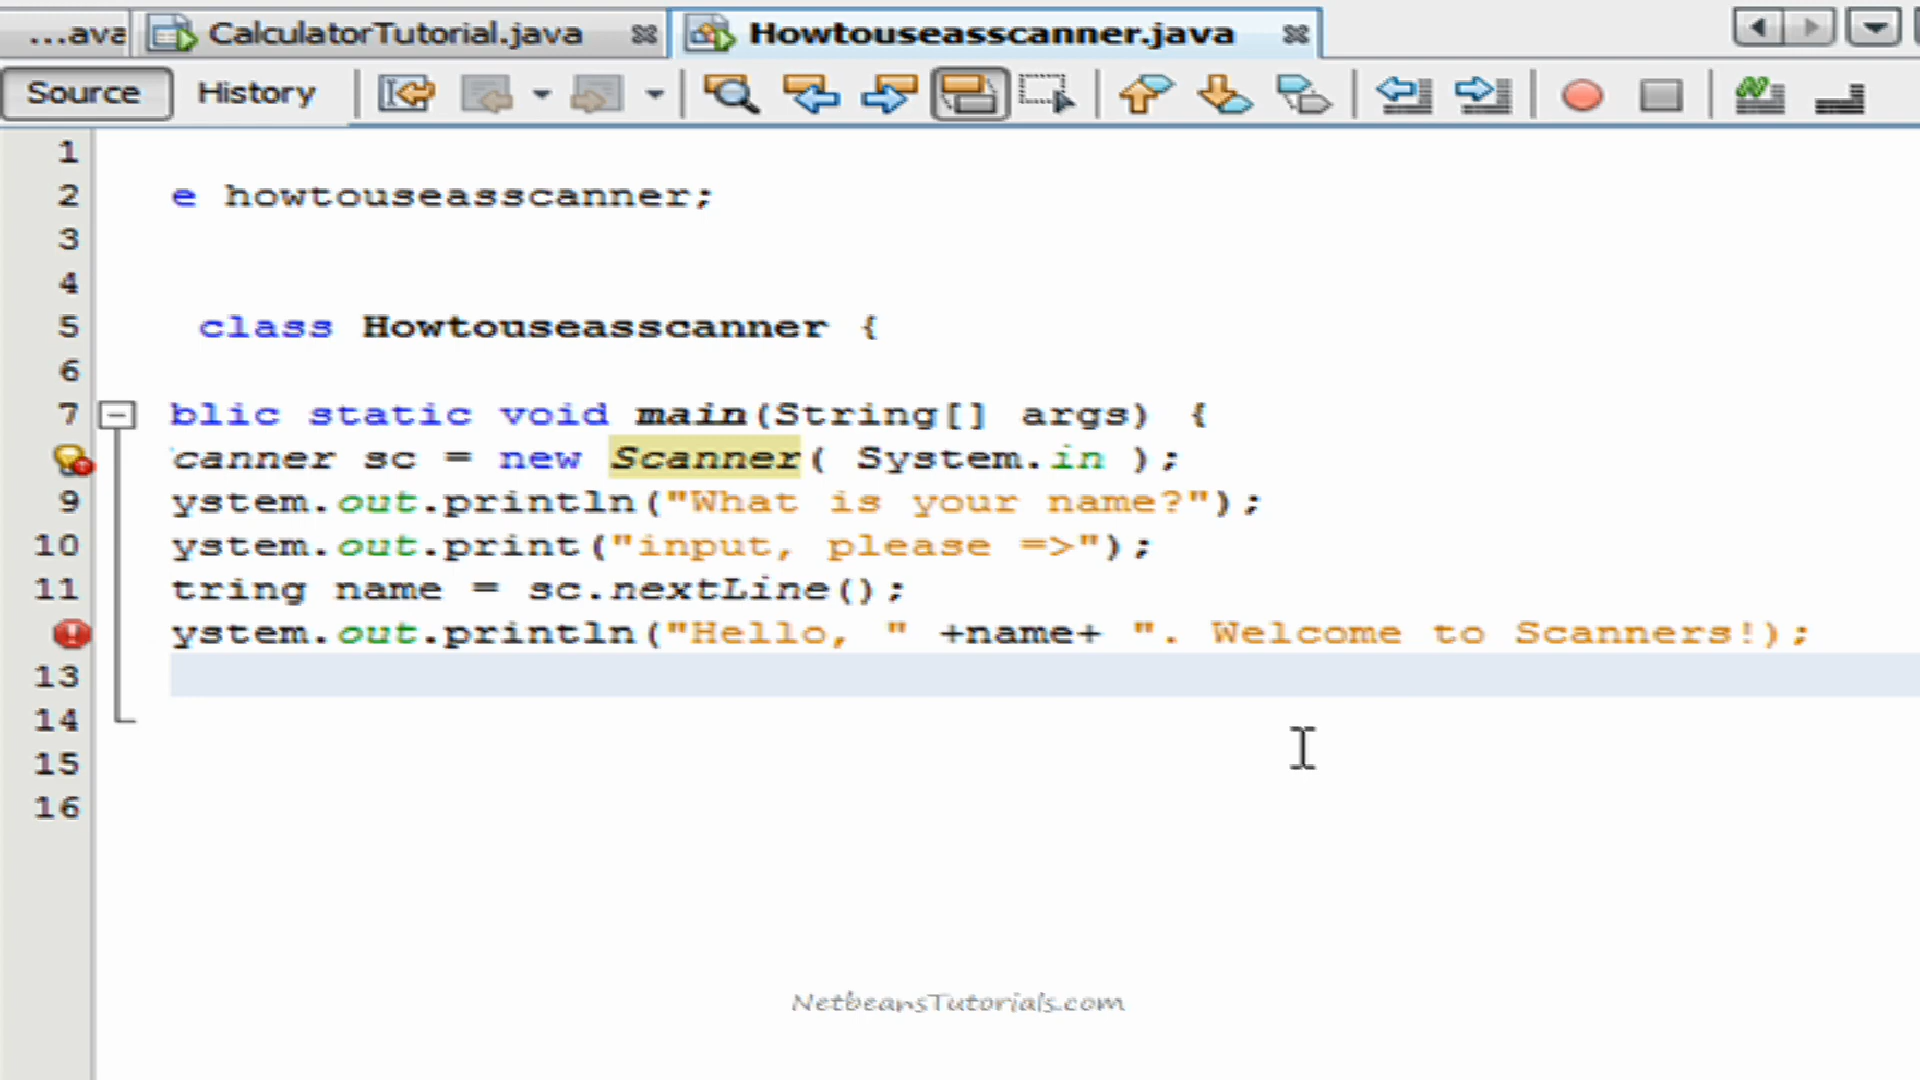 ...ava CalculatorTutorial.java Howtouseasscanner.java
Source History
1
2 e howtouseasscanner;
3
4
5 class Howtouseasscanner {
6
7 blic static void main(String[] args) {
canner sc = new Scanner( System.in );
9 ystem.out.println("What is your name?");
10 ystem.out.print("input, please =>");
11 tring name = sc.nextLine();
ystem.out.println("Hello, " +name+ ". Welcome to Scanners!);
13
14
15
16
NetbeansTutorials.com